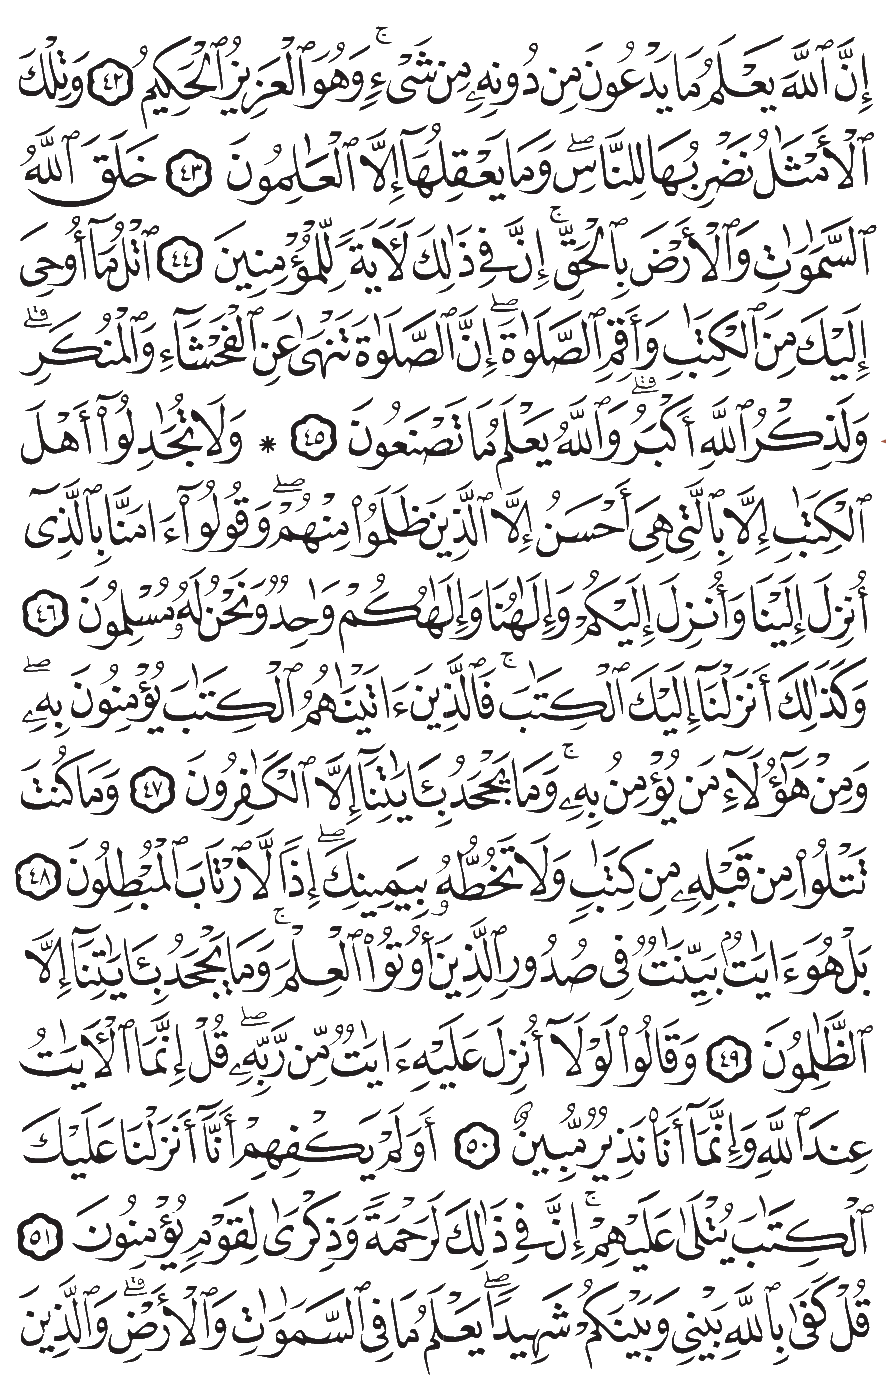 إِنَّ ٱللَّهَ يَعْلَمُ مَا يَدْعُونَ مِن دُونِهِۦ مِن شَىْءٍۢ ۚ وَهُوَ ٱلْعَزِيزُ ٱلْحَكِيمُ ٤٢ وَتِلْكَ
ٱلْأَمْثَٰلُ نَضْرِبُهَا لِلنَّاسِ ۖ وَمَا يَعْقِلُهَآ إِلَّا ٱلْعَٰلِمُونَ ٤٣ خَلَقَ ٱللَّهُ
ٱلسَّمَٰوَٰتِ وَٱلْأَرْضَ بِٱلْحَقِّ ۚ إِنَّ فِى ذَٰلِكَ لَءَايَةًۭ لِّلْمُؤْمِنِينَ ٤٤ ٱتْلُ مَآ أُوحِىَ
إِلَيْكَ مِنَ ٱلْكِتَٰبِ وَأَقِمِ ٱلصَّلَوٰةَ ۖ إِنَّ ٱلصَّلَوٰةَ تَنْهَىٰ عَنِ ٱلْفَحْشَآءِ وَٱلْمُنكَرِ ۗ
وَلَذِكْرُ ٱللَّهِ أَكْبَرُ ۗ وَٱللَّهُ يَعْلَمُ مَا تَصْنَعُونَ ٤٥ * وَلَا تُجَٰدِلُوٓا۟ أَهْلَ
ٱلْكِتَٰبِ إِلَّا بِٱلَّتِى هِىَ أَحْسَنُ إِلَّا ٱلَّذِينَ ظَلَمُوا۟ مِنْهُمْ ۖ وَقُولُوٓا۟ ءَامَنَّا بِٱلَّذِىٓ
أُنزِلَ إِلَيْنَا وَأُنزِلَ إِلَيْكُمْ وَإِلَٰهُنَا وَإِلَٰهُكُمْ وَٰحِدٌۭ وَنَحْنُ لَهُۥ مُسْلِمُونَ ٤٦
وَكَذَٰلِكَ أَنزَلْنَآ إِلَيْكَ ٱلْكِتَٰبَ ۚ فَٱلَّذِينَ ءَاتَيْنَٰهُمُ ٱلْكِتَٰبَ يُؤْمِنُونَ بِهِۦ ۖ
وَمِنْ هَٰٓؤُلَآءِ مَن يُؤْمِنُ بِهِۦ ۚ وَمَا يَجْحَدُ بِـَٔايَٰتِنَآ إِلَّا ٱلْكَٰفِرُونَ ٤٧ وَمَا كُنتَ
تَتْلُوا۟ مِن قَبْلِهِۦ مِن كِتَٰبٍۢ وَلَا تَخُطُّهُۥ بِيَمِينِكَ ۖ إِذًۭا لَّٱرْتَابَ ٱلْمُبْطِلُونَ ٤٨
بَلْ هُوَ ءَايَٰتٌۢ بَيِّنَٰتٌۭ فِى صُدُورِ ٱلَّذِينَ أُوتُوا۟ ٱلْعِلْمَ ۚ وَمَا يَجْحَدُ بِـَٔايَٰتِنَآ إِلَّا
ٱلظَّٰلِمُونَ ٤٩ وَقَالُوا۟ لَوْلَآ أُنزِلَ عَلَيْهِ ءَايَٰتٌۭ مِّن رَّبِّهِۦ ۖ قُلْ إِنَّمَا ٱلْءَايَٰتُ
عِندَ ٱللَّهِ وَإِنَّمَآ أَنَا۠ نَذِيرٌۭ مُّبِينٌ ٥٠ أَوَلَمْ يَكْفِهِمْ أَنَّآ أَنزَلْنَا عَلَيْكَ
ٱلْكِتَٰبَ يُتْلَىٰ عَلَيْهِمْ ۚ إِنَّ فِى ذَٰلِكَ لَرَحْمَةًۭ وَذِكْرَىٰ لِقَوْمٍۢ يُؤْمِنُونَ ٥١
قُلْ كَفَىٰ بِٱللَّهِ بَيْنِى وَبَيْنَكُمْ شَهِيدًۭا ۖ يَعْلَمُ مَا فِى ٱلسَّمَٰوَٰتِ وَٱلْأَرْضِ ۗ وَٱلَّذِينَ